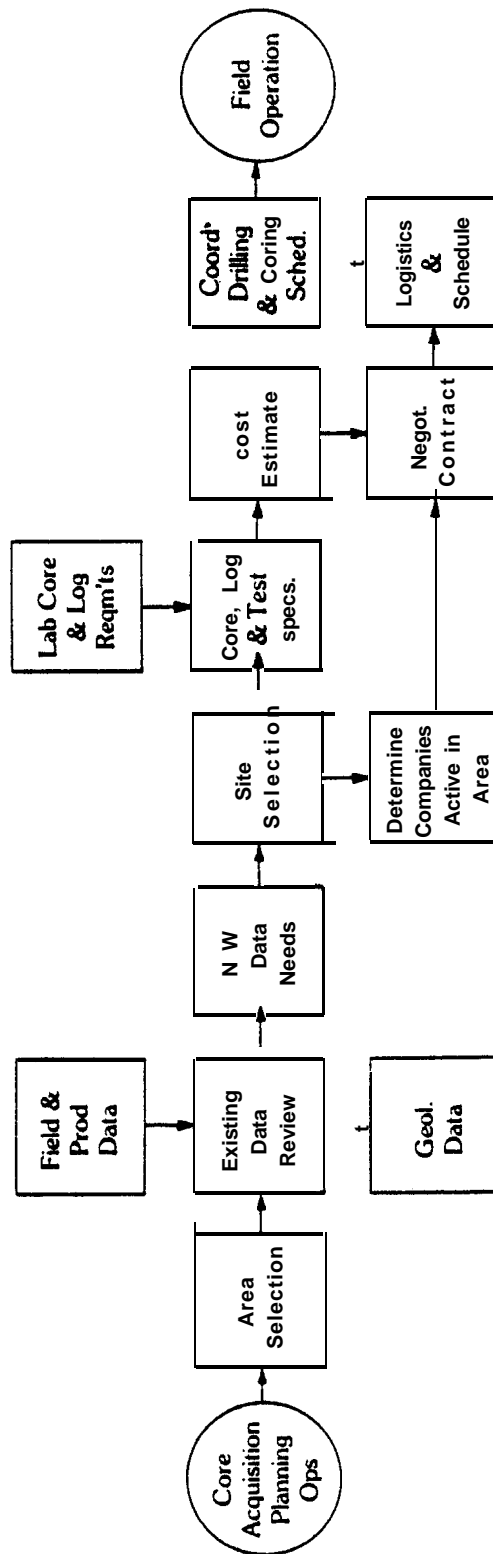 Core
Acquisition
Planning
Ops
Area
Selection
Field &
Prod
Data
Existing
Data
Review
t
Geol.
Data
N W
Data
Needs
Site
Selection
Determine
Companies
Active in
Area
Lab Core
& Log
Reqm'ts
Core, Log
& Test
specs.
cost
Estimate
Negot.
Contract
Coord'
Drilling
& Coring
Sched.
t
Logistics
&
Schedule
Field
Operation